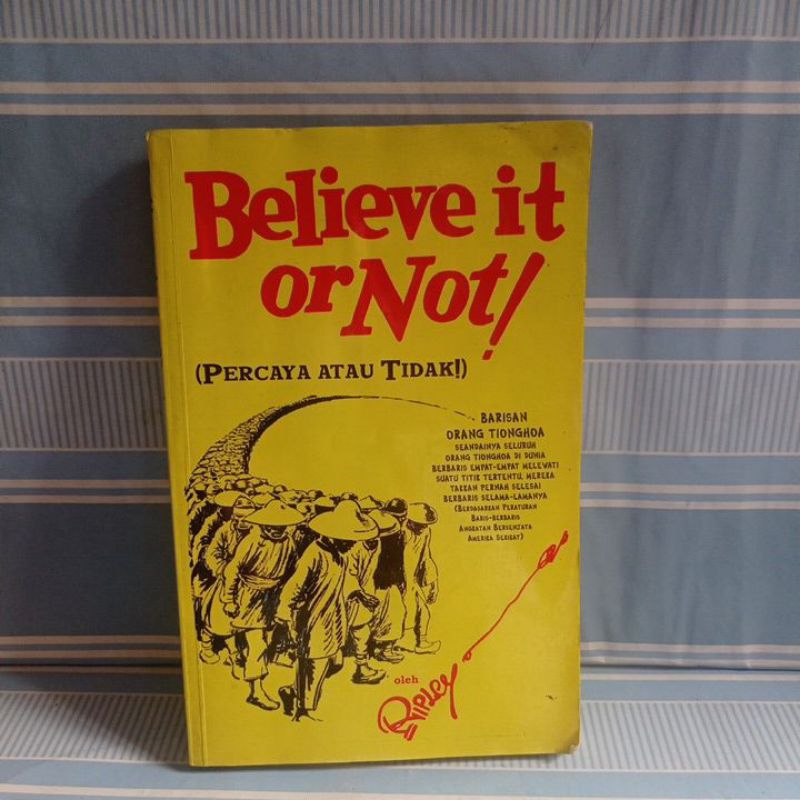 Believe it
or Not!
(PERCAYA ATAU TIDAK!)
BARISAN
ORANG TIONGHOA
SEANDAINYA SELURUH
ORANG TIONGHOA DI DUNIA
BERBARIS EMPAT-EMPAT MELEWATI
SUATU TITIK TERTENTU, MEREKA
TAKKAN PERNAH SELESAI
BERBARIS SELAMA-LAMANYA
(BERDASARKAN PERATURAN
BARIS-BERBARIS
ANGKATAN BERSENJATA
AMERIKA SERIKAT)
oleh
RIPLEY